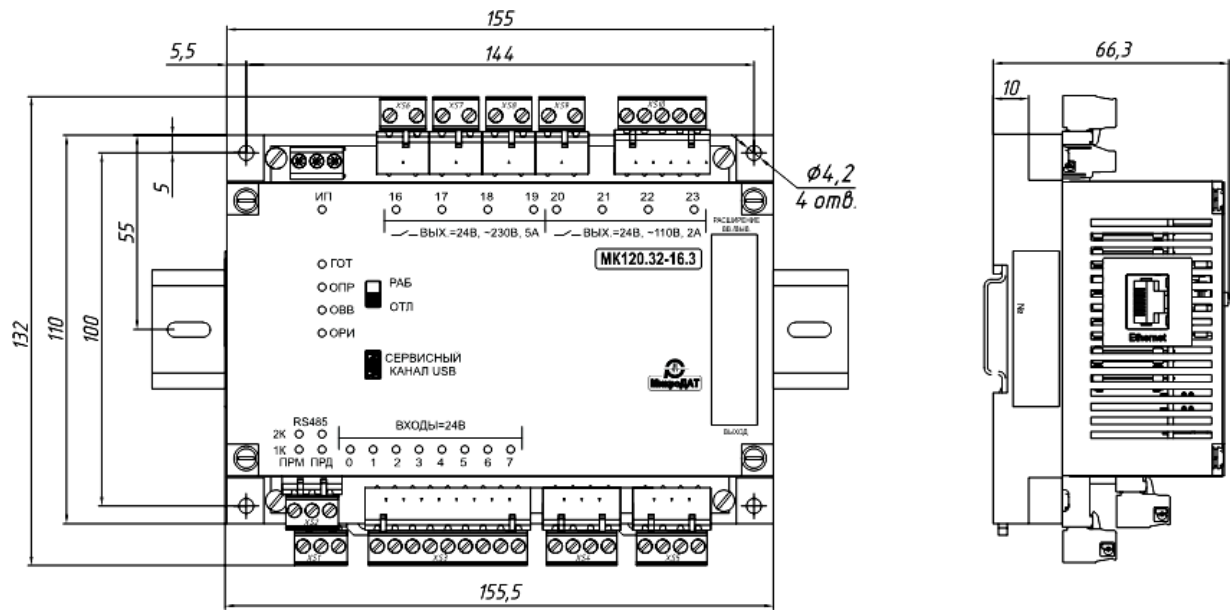 155
5,5
144
66,3
10
XS6 XS7 XS8 XS9 XS10
Ø4,2
4 отв.
5
55
132
110
100
ИП 16 17 18 19 20 21 22 23
ВЫХ.=24В, ~230В, 5А ВЫХ.=24В, ~110В, 2А
РАСШИРЕНИЕ
ВВ./ВЫВ.
МК120.32-16.3
ГОТ
ОПР
ОВВ
ОРИ
РАБ
ОТЛ
СЕРВИСНЫЙ
КАНАЛ USB
МикроДАТ
№
Ethernet
RS485
ВХОДЫ=24В
2К
1К
ПРМ ПРД 0 1 2 3 4 5 6 7
ВЫХОД
XS2
XS1 XS3 XS4 XS5
155,5